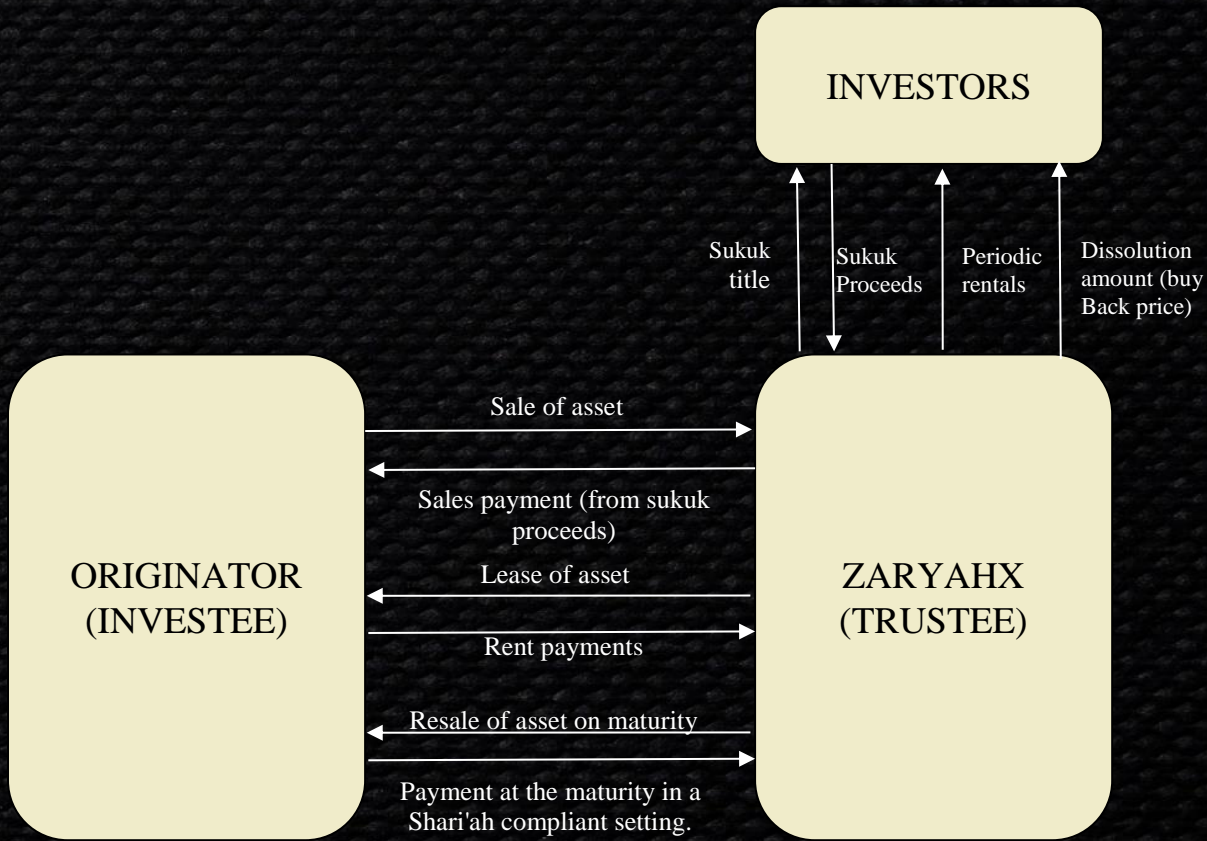 INVESTORS
Sukuk
title
Sukuk
Proceeds
Periodic
rentals
Dissolution
amount (buy
Back price)
Sale of asset
Sales payment (from sukuk
proceeds)
Lease of asset
Rent payments
Resale of asset on maturity
Payment at the maturity in a
Shari'ah compliant setting.
ORIGINATOR
(INVESTEE)
ZARYAHX
(TRUSTEE)